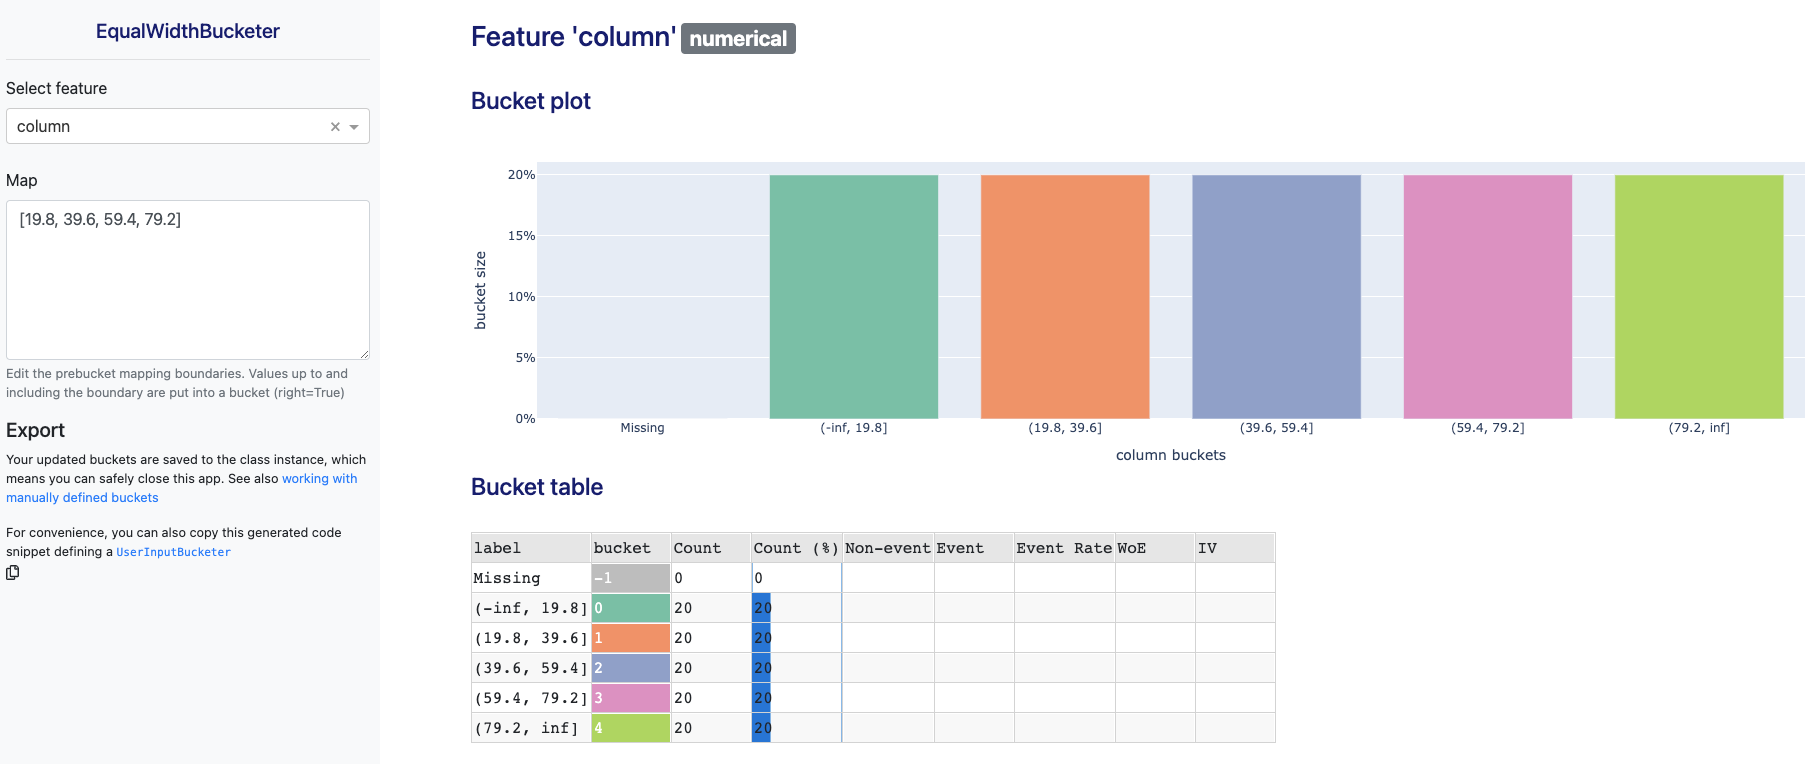 EqualWidthBucketer
Select feature
column
Map
[19.8, 39.6, 59.4, 79.2]
Edit the prebucket mapping boundaries. Values up to and
including the boundary are put into a bucket (right=True)
Export
Your updated buckets are saved to the class instance, which
means you can safely close this app. See also working with
manually defined buckets
For convenience, you can also copy this generated code
snippet defining a UserInputBucketer
Feature 'column' numerical
Bucket plot
bucket size
20%
15%
10%
5%
0%
Missing (-inf, 19.8] (19.8, 39.6] (39.6, 59.4] (59.4, 79.2] (79.2, inf]
column buckets
Bucket table
label bucket Count Count (%) Non-event Event Event Rate WoE IV
Missing -1 0 0
(-inf, 19.8] 0 20 20
(19.8, 39.6] 1 20 20
(39.6, 59.4] 2 20 20
(59.4, 79.2] 3 20 20
(79.2, inf] 4 20 20